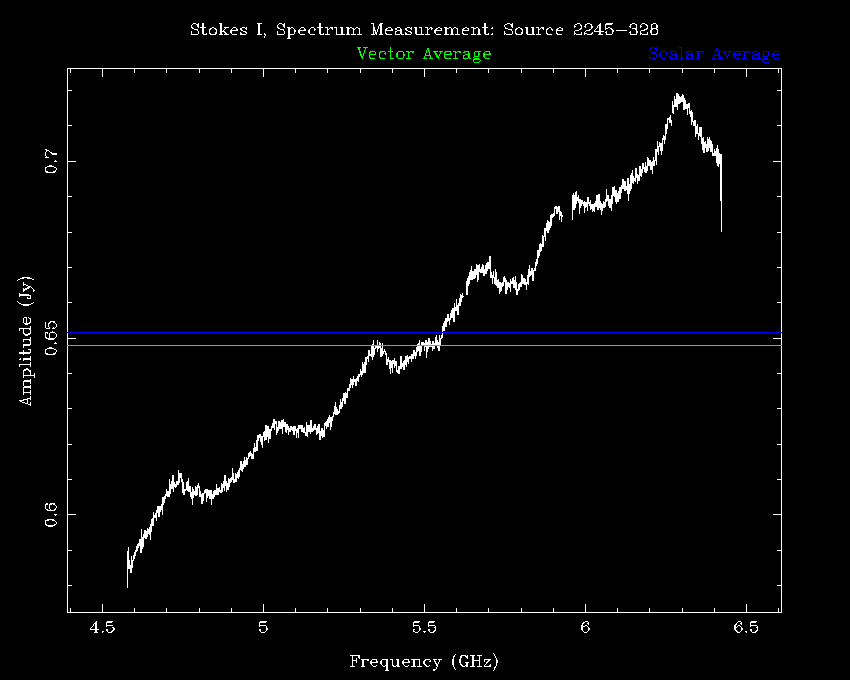 Stokes I, Spectrum Measurement: Source 2245−328
Vector Average Scalar Average
0.7
0.65
0.6
Amplitude (Jy)
4.5 5 5.5 6 6.5
Frequency (GHz)